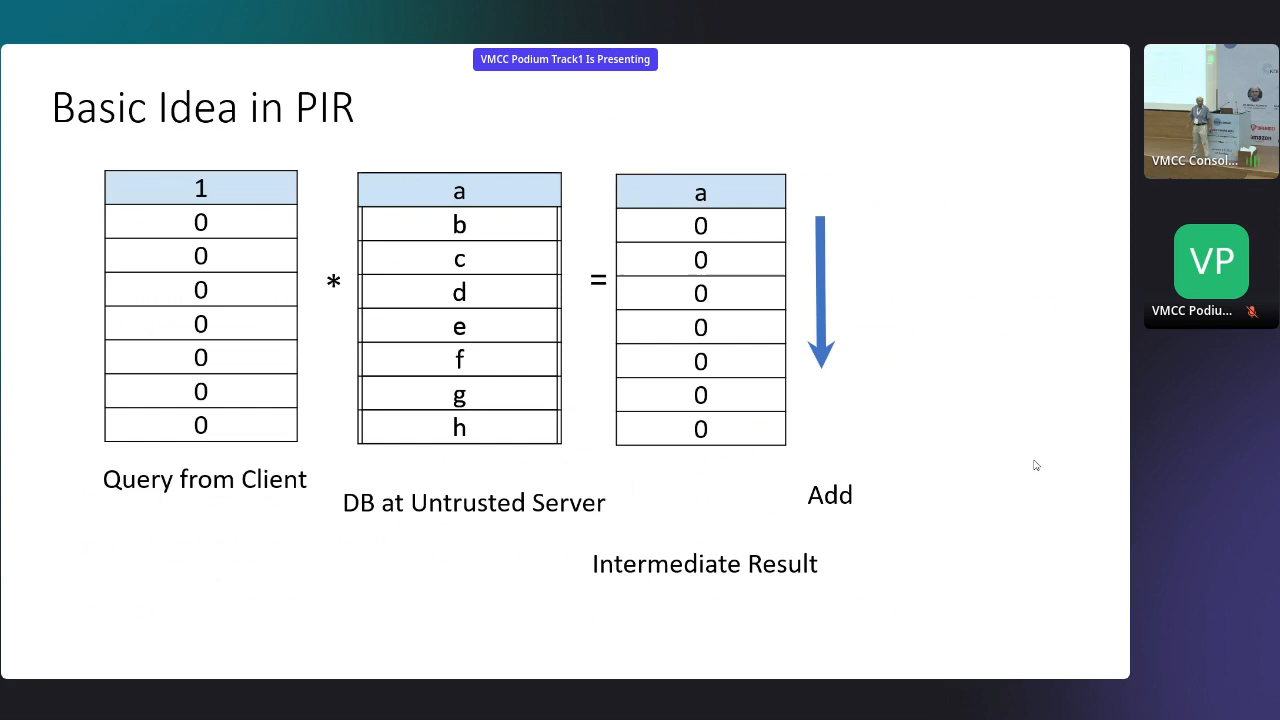 VMCC Podium Track1 Is Presenting
Basic Idea in PIR
1 a a
0 b 0
0 c 0
0 * d = 0
0 e 0
0 f 0
0 g 0
0 h 0
Query from Client
DB at Untrusted Server
Add
Intermediate Result
VMCC Consol...
VP
VMCC Podiu...
amazon